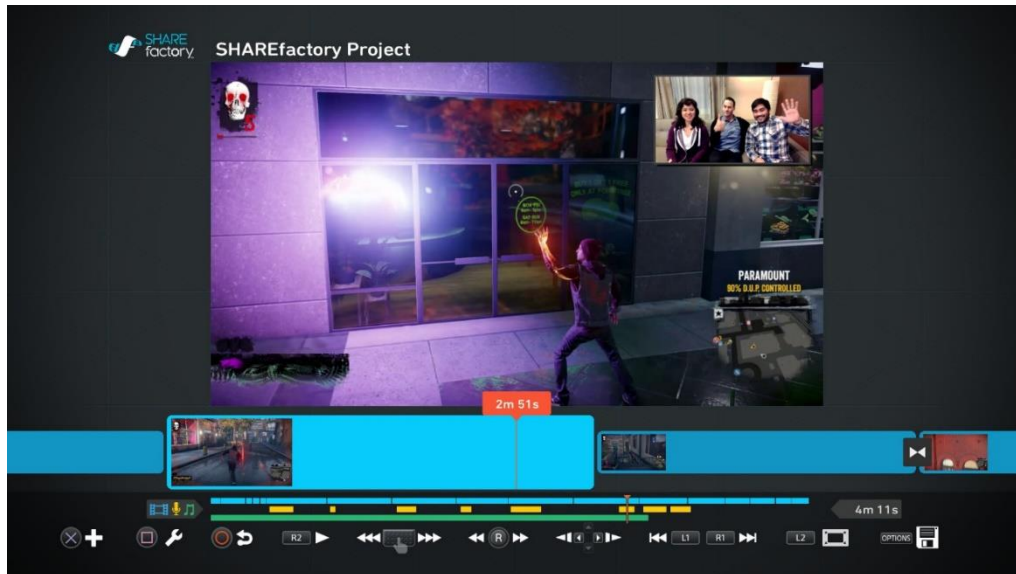 SHARE
factory
SHAREfactory Project
PARAMOUNT
90% D.U.P. CONTROLLED
2m 51s
4m 11s
R2
R
L1
R1
L2
OPTIONS